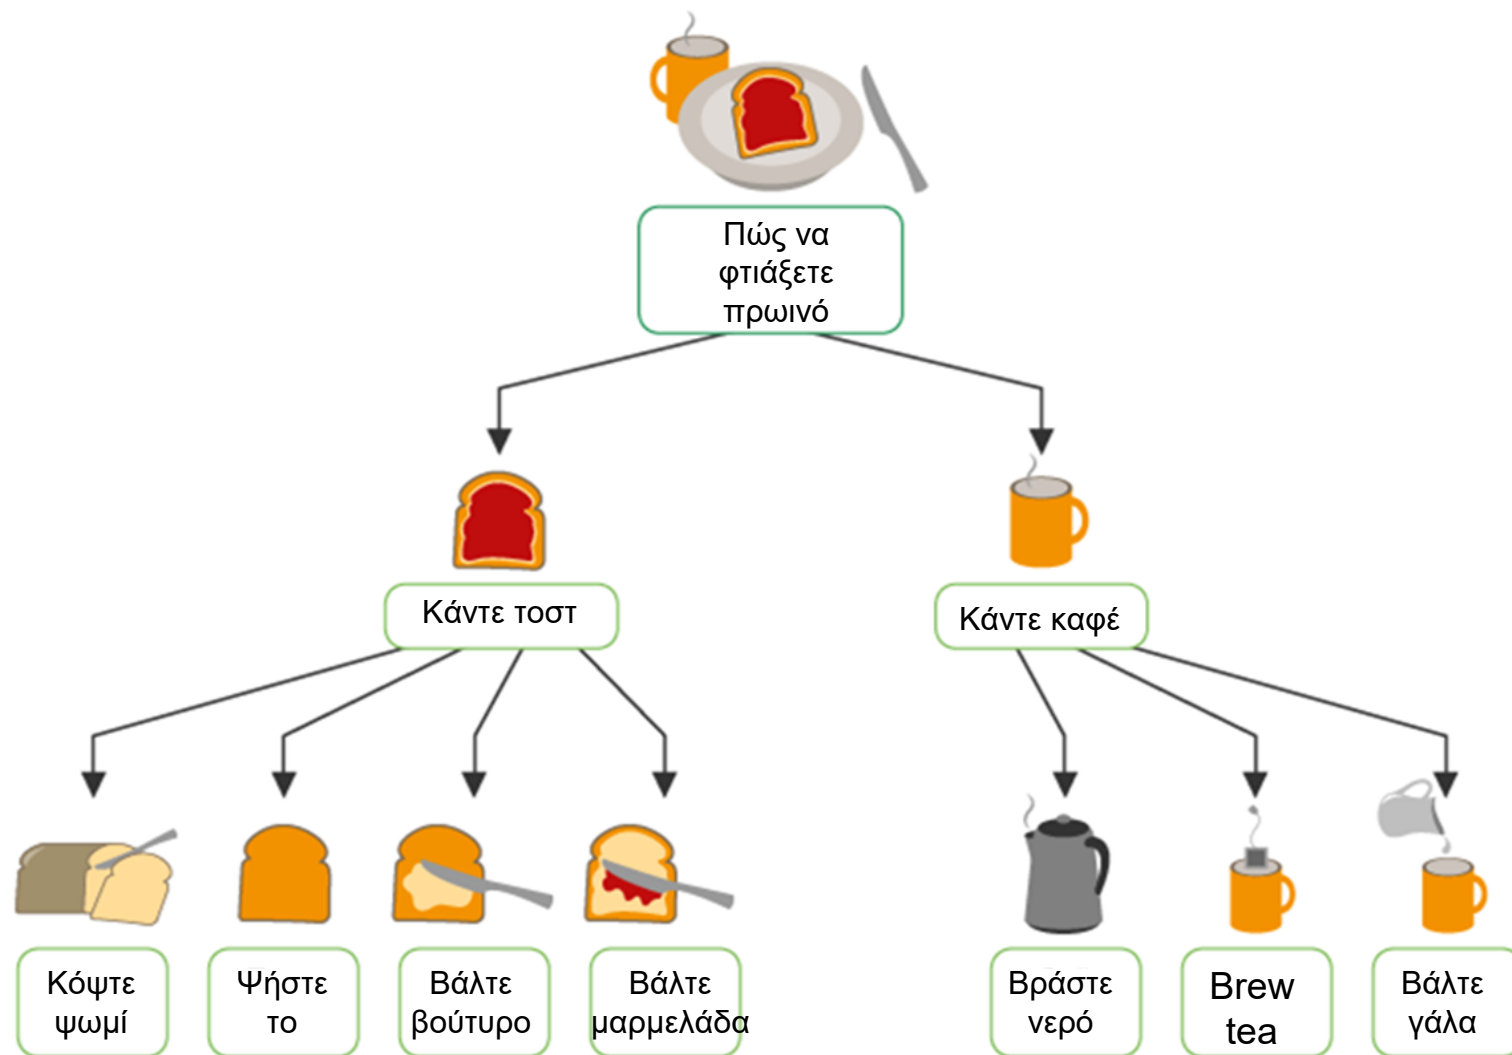 Πώς να
φτιάξετε
πρωινό
Κάντε τοστ
Κάντε καφέ
Κόψτε
ψωμί
Ψήστε
το
Βάλτε
βούτυρο
Βάλτε
μαρμελάδα
Βράστε
νερό
Brew
tea
Βάλτε
γάλα